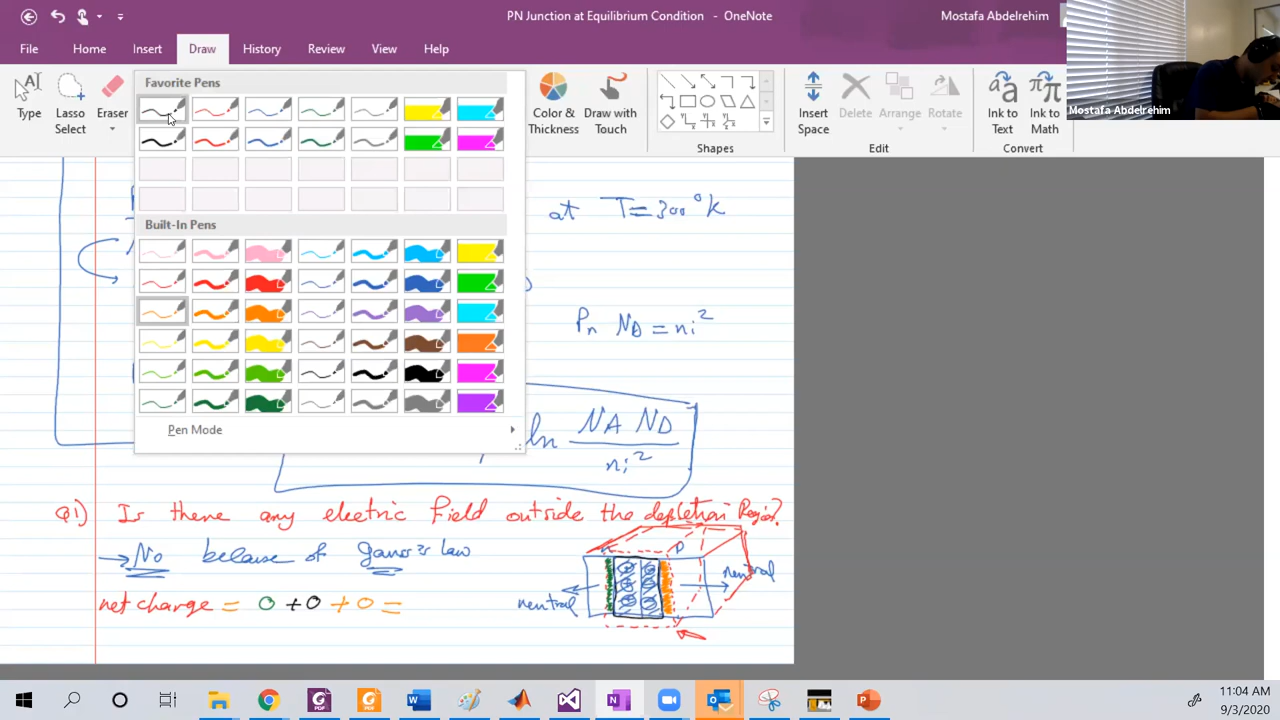 PN Junction at Equilibrium Condition - OneNote
Mostafa Abdelrehim
File Home Insert Draw History Review View Help
Type
Lasso Select
Eraser
Favorite Pens
Built-In Pens
Pen Mode
Color & Thickness
Draw with Touch
Shapes
Insert Space
Delete
Arrange
Rotate
Edit
Ink to Text
Ink to Math
Convert
Mostafa Abdelrehim
at T=300°K
Pn ND = ni²
ln NA ND
ni²
Q1) Is there any electric field outside the depletion Region?
→ No because of gauss's law
net charge = 0 + 0 + 0 =
neutral
neutral
11:04 AM
9/3/2020